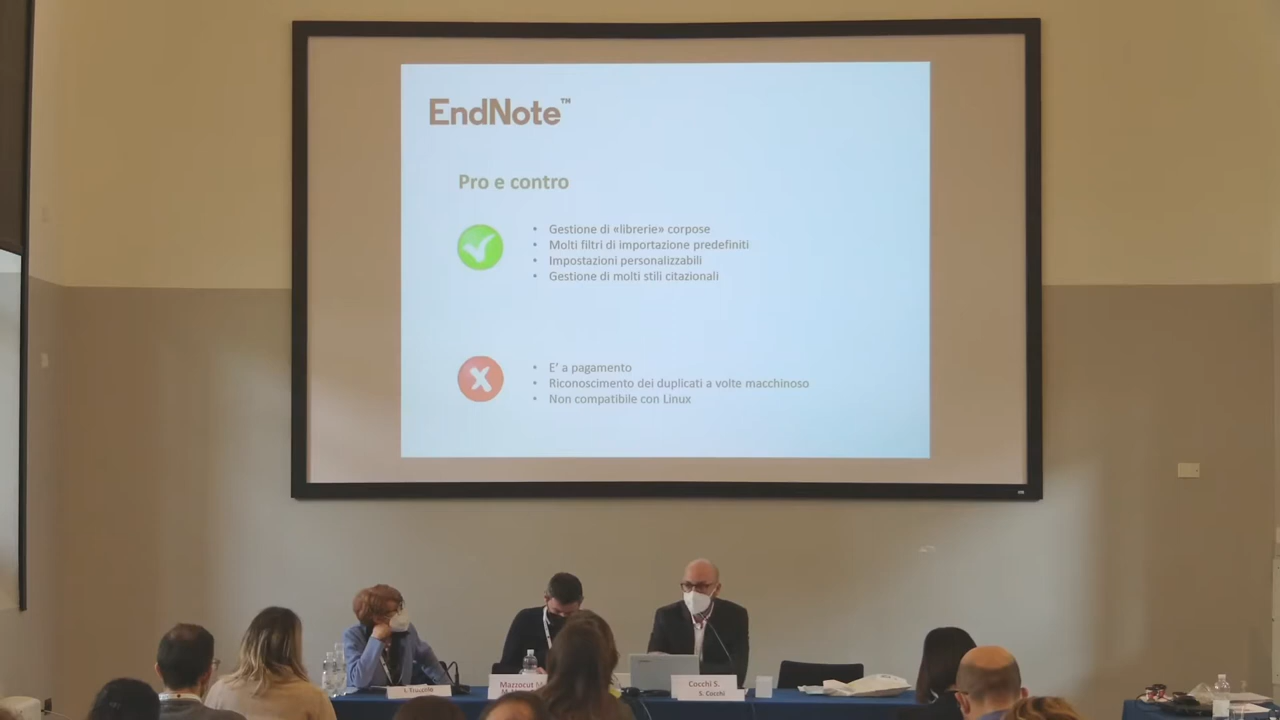 EndNote™
Pro e contro
• Gestione di «librerie» corpose
• Molti filtri di importazione predefiniti
• Impostazioni personalizzabili
• Gestione di molti stili citazionali
• E' a pagamento
• Riconoscimento dei duplicati a volte macchinoso
• Non compatibile con Linux
Mazzocut M
Cocchi S.
S. Cocchi